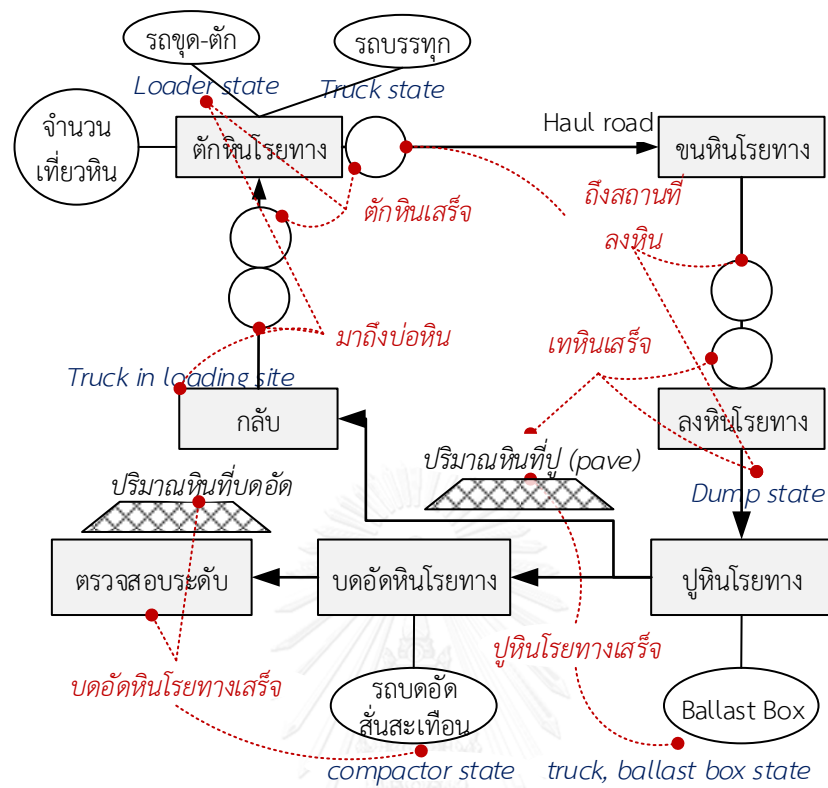 รถขุด-ตัก
รถบรรทุก
Loader state
Truck state
จำนวน
เที่ยวหิน
ตักหินโรยทาง
Haul road
ขนหินโรยทาง
ตักหินเสร็จ
ถึงสถานที่
ลงหิน
มาถึงบ่อหิน
เทหินเสร็จ
Truck in loading site
กลับ
ลงหินโรยทาง
ปริมาณหินที่ปู (pave)
ปริมาณหินที่บดอัด
Dump state
ตรวจสอบระดับ
บดอัดหินโรยทาง
ปูหินโรยทาง
บดอัดหินโรยทางเสร็จ
ปูหินโรยทางเสร็จ
รถบดอัด
สั่นสะเทือน
Ballast Box
compactor state
truck, ballast box state